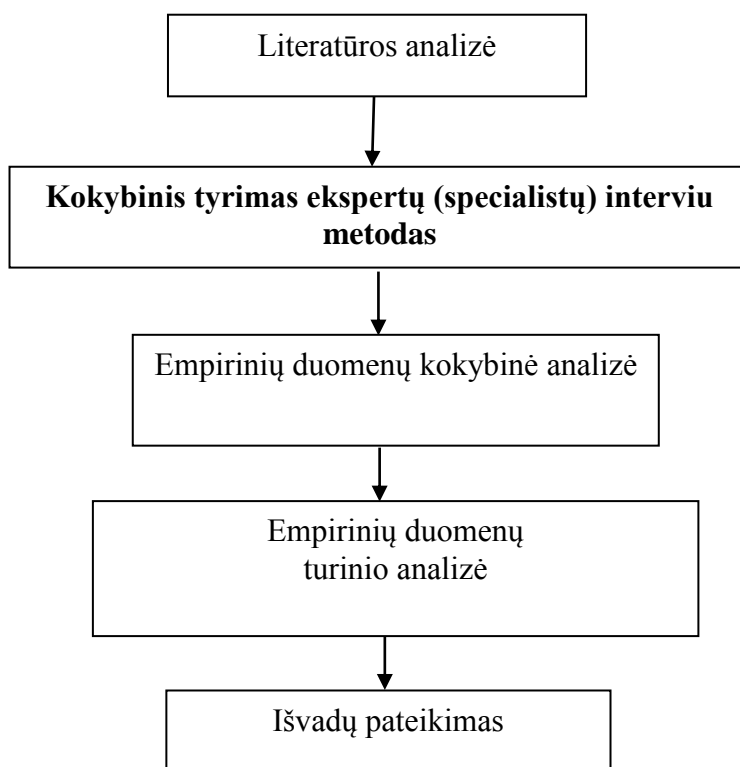 Literatūros analizė
Kokybinis tyrimas ekspertų (specialistų) interviu
metodas
Empirinių duomenų kokybinė analizė
Empirinių duomenų
turinio analizė
Išvadų pateikimas